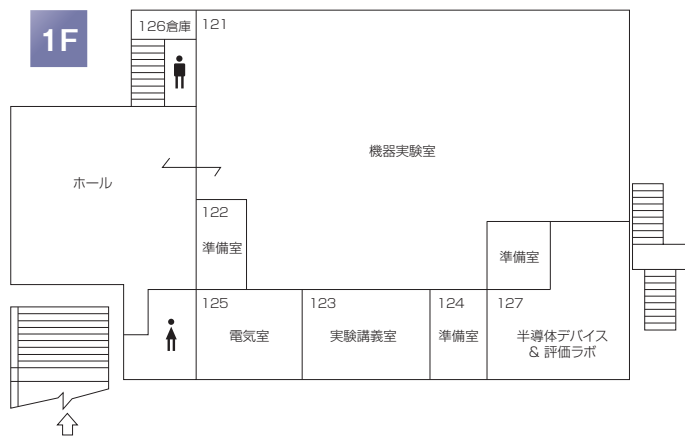 1F
126倉庫
121
機器実験室
ホール
122
準備室
準備室
125
電気室
123
実験講義室
124
準備室
127
半導体デバイス
& 評価ラボ